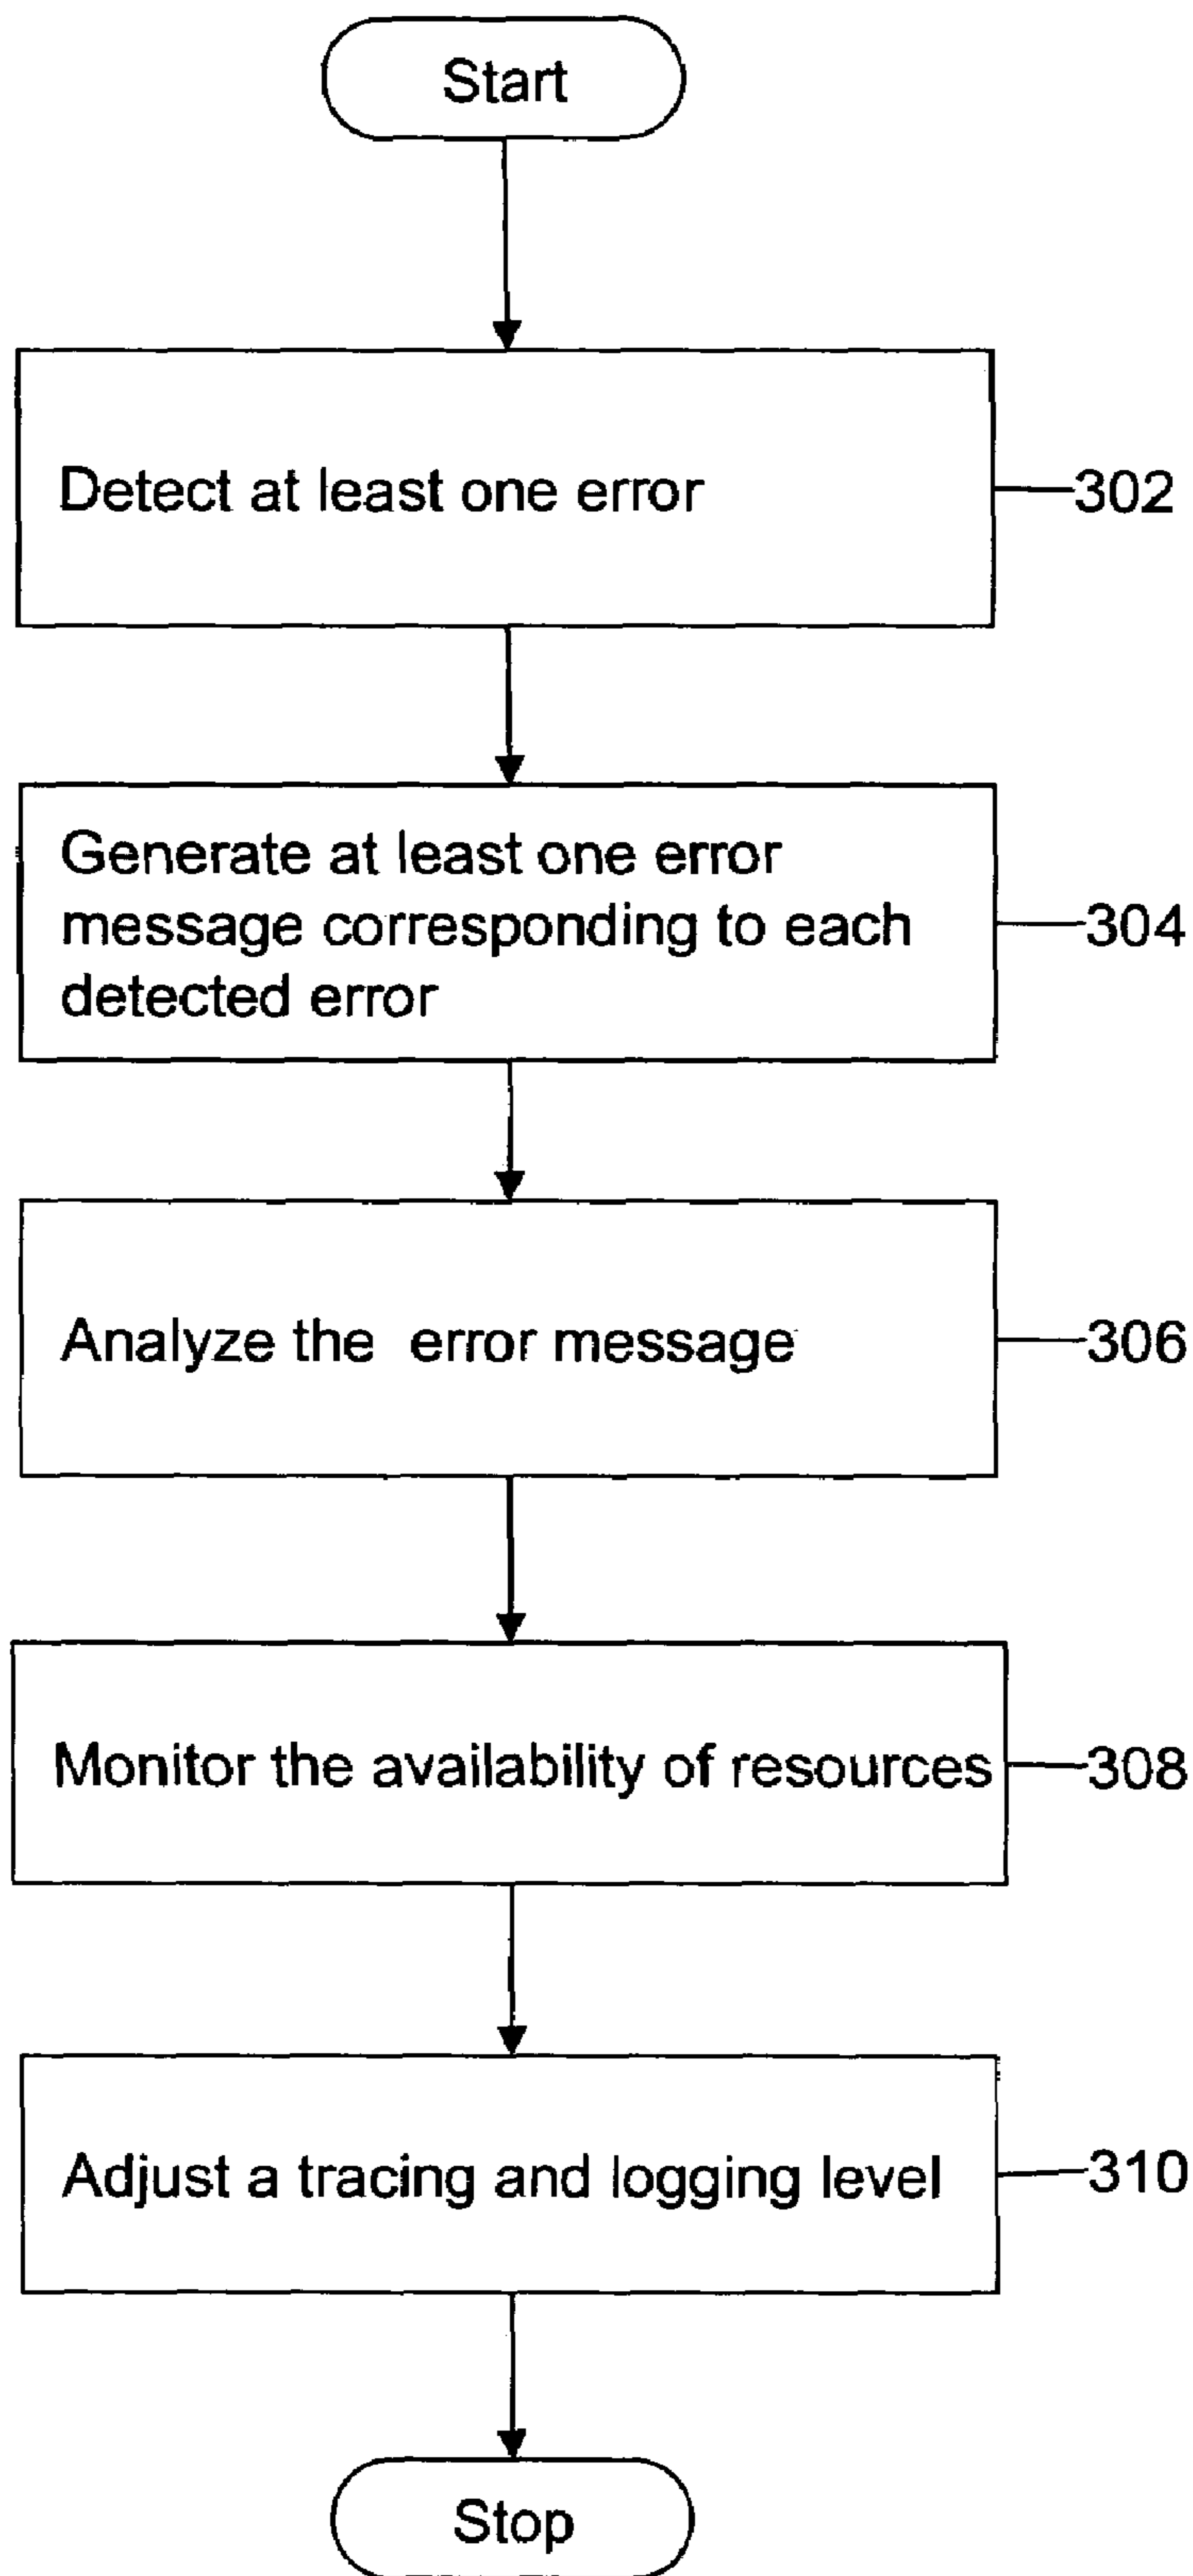 Start
Detect at least one error
302
Generate at least one error
message corresponding to each
detected error
304
Analyze the  error message
306
Monitor the availability of resources
308
Adjust a tracing and logging level
310
Stop